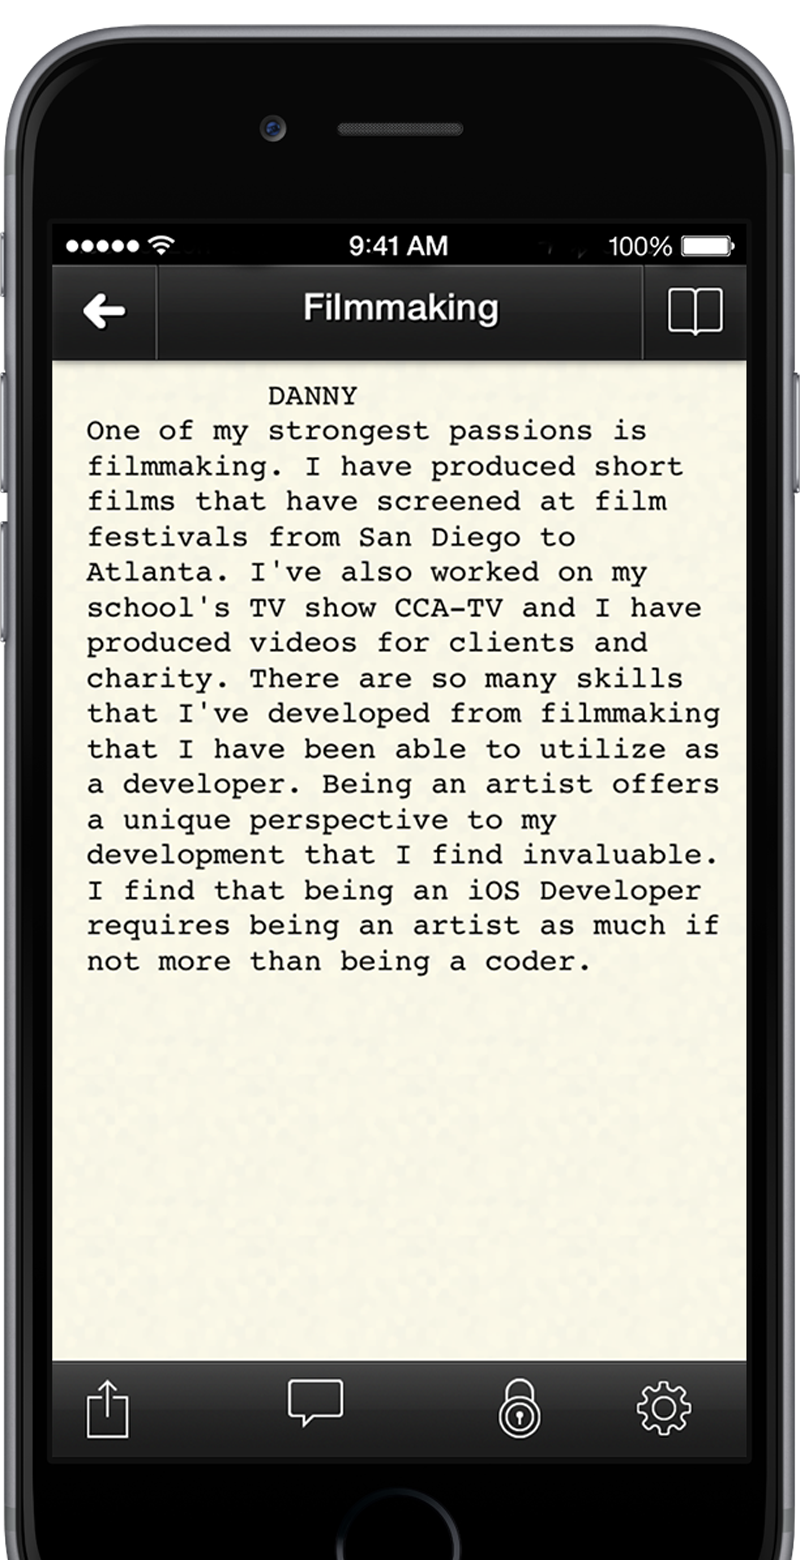 9:41 AM 100%
Filmmaking
DANNY
One of my strongest passions is
filmmaking. I have produced short
films that have screened at film
festivals from San Diego to
Atlanta. I've also worked on my
school's TV show CCA-TV and I have
produced videos for clients and
charity. There are so many skills
that I've developed from filmmaking
that I have been able to utilize as
a developer. Being an artist offers
a unique perspective to my
development that I find invaluable.
I find that being an iOS Developer
requires being an artist as much if
not more than being a coder.